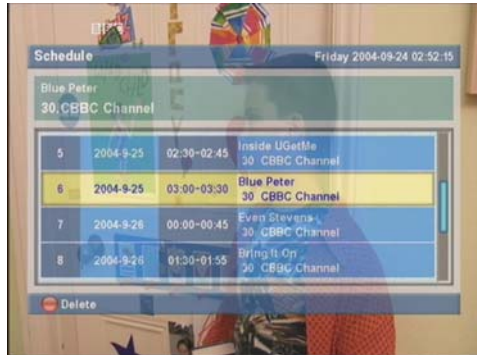 Schedule Friday 2004-09-24 02:52:15
Blue Peter
30.CBBC Channel
5 2004-9-25 02:30-02:45 Inside UGetMe
30 CBBC Channel
6 2004-9-25 03:00-03:30 Blue Peter
30 CBBC Channel
7 2004-9-26 00:00-00:45 Even Stevens
30 CBBC Channel
8 2004-9-26 01:30-01:55 Bring It On
30 CBBC Channel
Delete